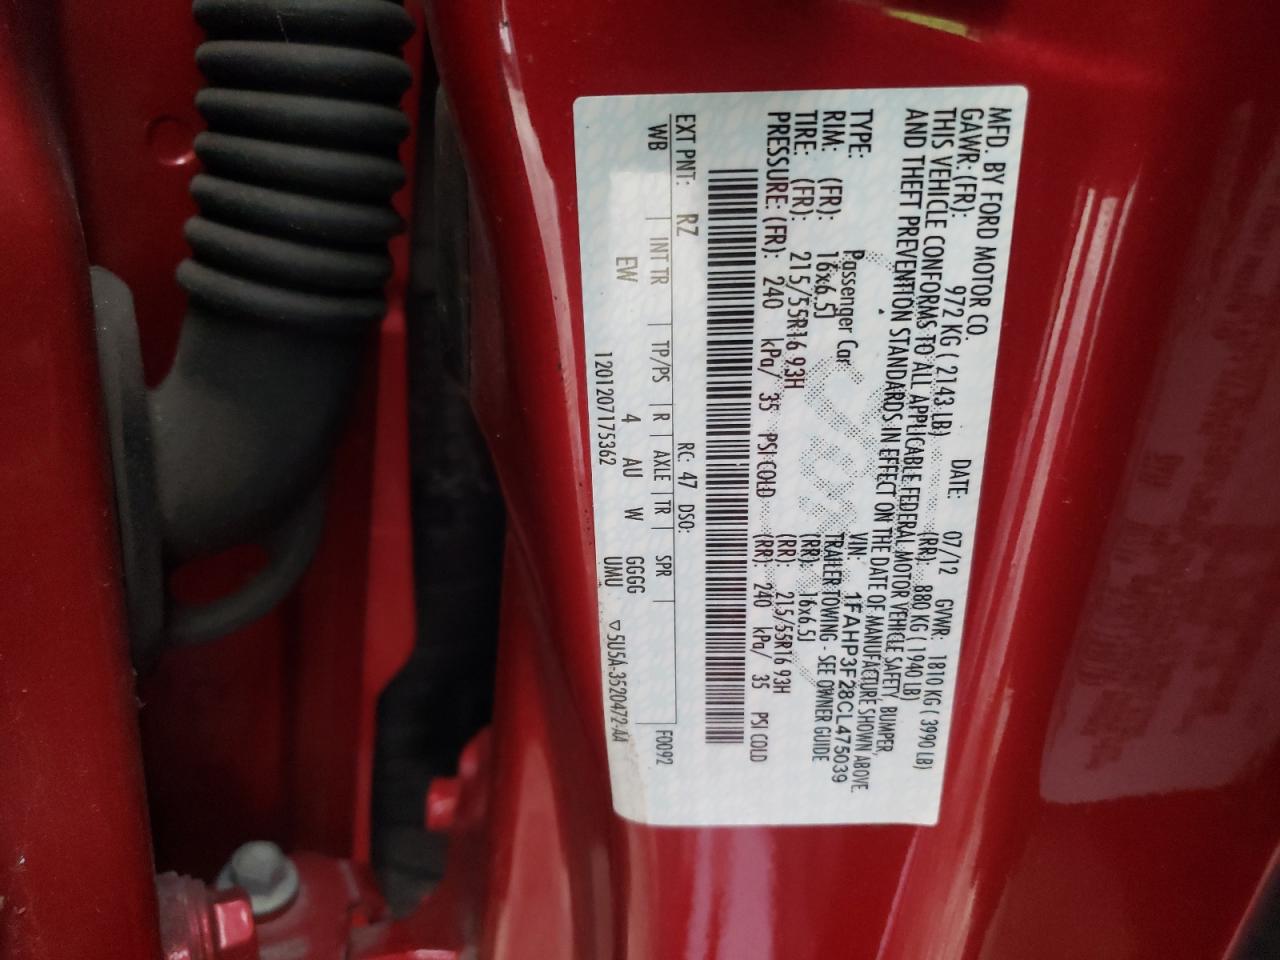 MFD. BY FORD MOTOR CO.
DATE: 07/12 GVWR: 1810 KG ( 3990 LB)
GAWR: (FR): 972 KG ( 2143 LB) (RR): 880 KG ( 1940 LB)
THIS VEHICLE CONFORMS TO ALL APPLICABLE FEDERAL MOTOR VEHICLE SAFETY, BUMPER,
AND THEFT PREVENTION STANDARDS IN EFFECT ON THE DATE OF MANUFACTURE SHOWN ABOVE.
VIN: 1FAHP3F28CL475039
TYPE: Passenger Car TRAILER TOWING - SEE OWNER GUIDE
RIM: (FR): 16x6.5J (RR): 16x6.5J
TIRE: (FR): 215/55R16 93H (RR): 215/55R16 93H
PRESSURE: (FR): 240 kPa/ 35 PSI COLD (RR): 240 kPa/ 35 PSI COLD
EXT PNT: RZ RC: 47 DSO: F0092
WB INT TR TP/PS R AXLE TR SPR
EW 4 AU W GGGG
UMU
1201207175362 ▽5U5A-3520472-AA